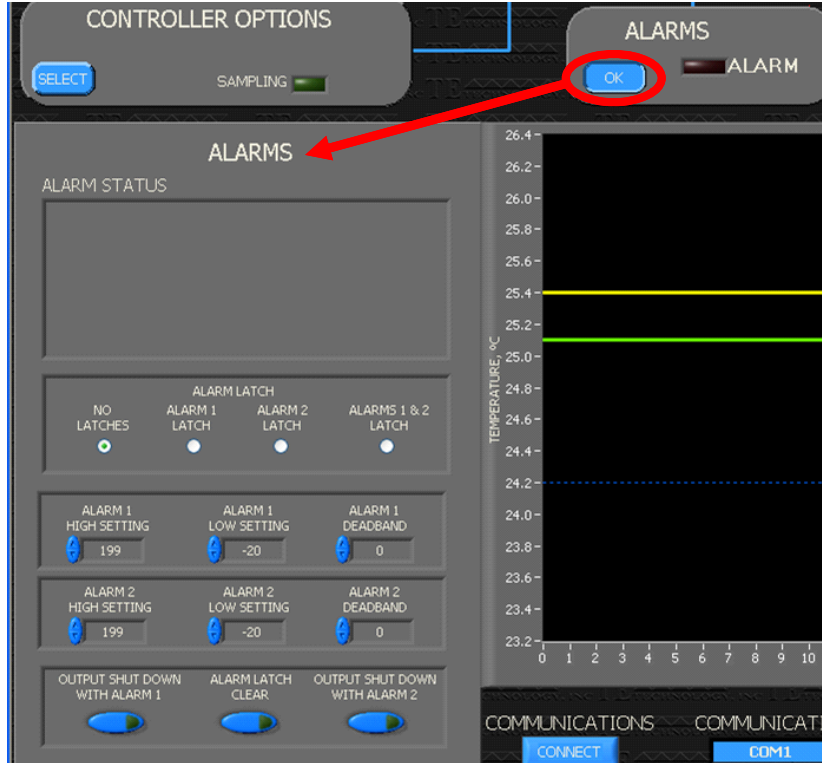 CONTROLLER OPTIONS
SELECT
SAMPLING
ALARMS
OK
ALARM
ALARMS
ALARM STATUS
ALARM LATCH
NO LATCHES
ALARM 1 LATCH
ALARM 2 LATCH
ALARMS 1 & 2 LATCH
ALARM 1 HIGH SETTING
ALARM 1 LOW SETTING
ALARM 1 DEADBAND
199
-20
0
ALARM 2 HIGH SETTING
ALARM 2 LOW SETTING
ALARM 2 DEADBAND
199
-20
0
OUTPUT SHUT DOWN WITH ALARM 1
ALARM LATCH CLEAR
OUTPUT SHUT DOWN WITH ALARM 2
TEMPERATURE, ºC
26.4
26.2
26.0
25.8
25.6
25.4
25.2
25.0
24.8
24.6
24.4
24.2
24.0
23.8
23.6
23.4
23.2
0 1 2 3 4 5 6 7 8 9 10
COMMUNICATIONS
CONNECT
COMMUNICATI
COM1